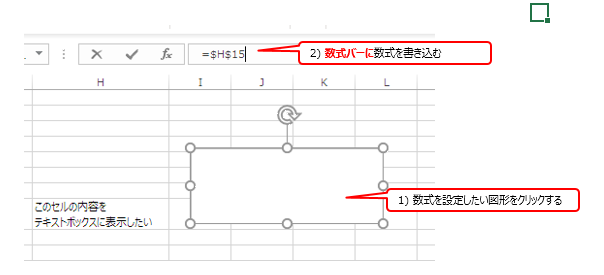 =$H$15
2) 数式バーに数式を書き込む
H I J K L
1) 数式を設定したい図形をクリックする
このセルの内容を
テキストボックスに表示したい